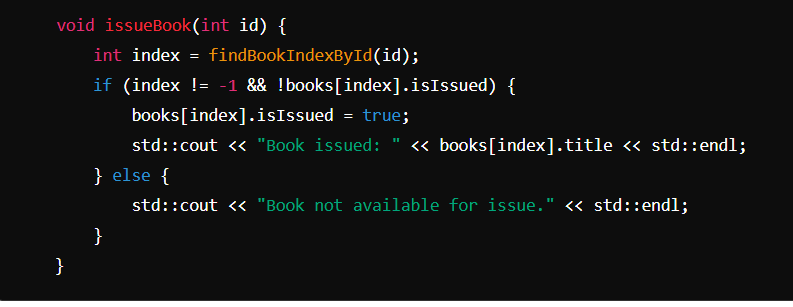 void issueBook(int id) {
    int index = findBookIndexById(id);
    if (index != -1 && !books[index].isIssued) {
        books[index].isIssued = true;
        std::cout << "Book issued: " << books[index].title << std::endl;
    } else {
        std::cout << "Book not available for issue." << std::endl;
    }
}